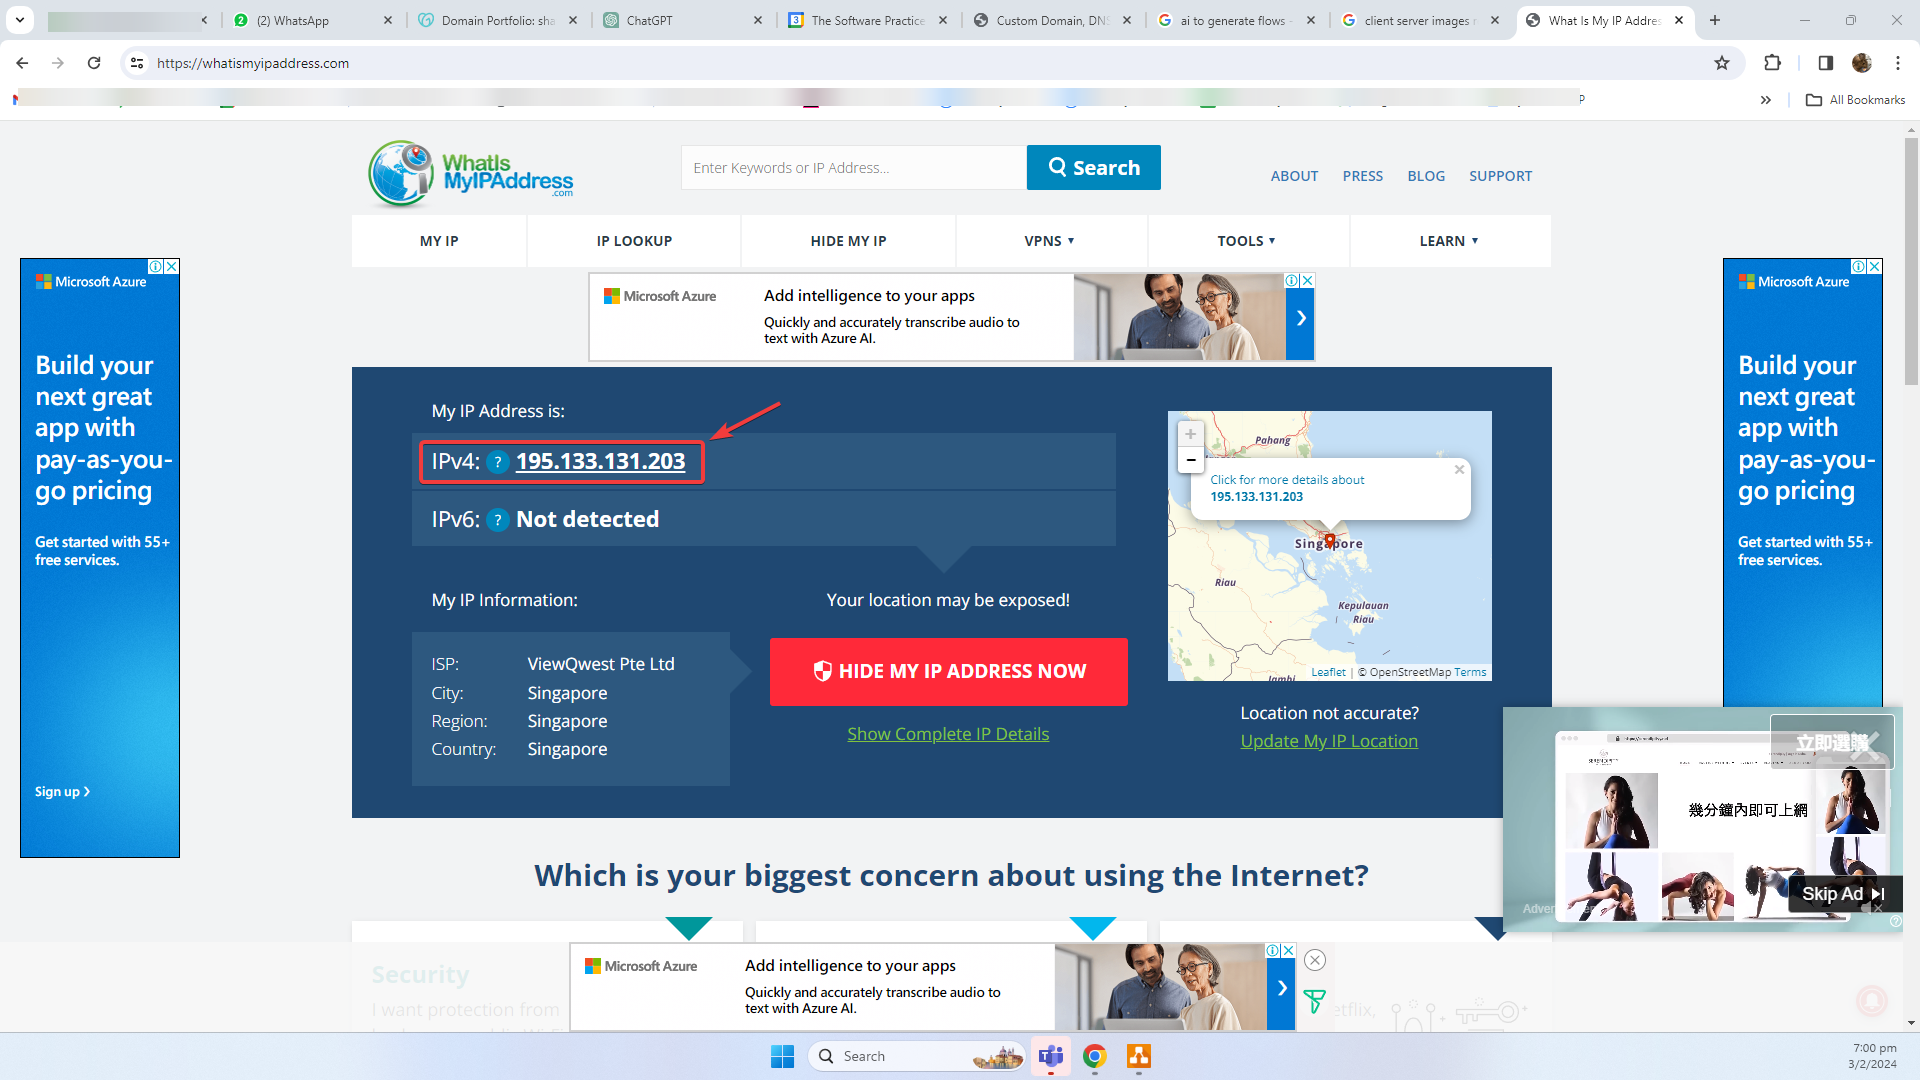 (2) WhatsApp
Domain Portfolio: sha
ChatGPT
The Software Practice
Custom Domain, DN
ai to generate flows -
client server images
What Is My IP Addres
https://whatismyipaddress.com
All Bookmarks
WhatIs
MyIPAddress
.com
Enter Keywords or IP Address...
Search
ABOUT
PRESS
BLOG
SUPPORT
MY IP
IP LOOKUP
HIDE MY IP
VPNS
TOOLS
LEARN
Microsoft Azure
Add intelligence to your apps
Quickly and accurately transcribe audio to
text with Azure AI.
Microsoft Azure
Build your
next great
app with
pay-as-you-
go pricing
Get started with 55+
free services.
Sign up
Microsoft Azure
Build your
next great
app with
pay-as-you-
go pricing
Get started with 55+
free services.
My IP Address is:
IPv4: ? 195.133.131.203
IPv6: ? Not detected
My IP Information:
ISP: ViewQwest Pte Ltd
City: Singapore
Region: Singapore
Country: Singapore
Your location may be exposed!
HIDE MY IP ADDRESS NOW
Show Complete IP Details
+
−
Pahang
Click for more details about
195.133.131.203
Singapore
Riau
Kepulauan
Riau
Jambi
Leaflet | © OpenStreetMap Terms
Location not accurate?
Update My IP Location
立即選購
SERENDIPITY
幾分鐘內即可上網
Skip Ad
Which is your biggest concern about using the Internet?
Security
I want protection from
etflix,
Microsoft Azure
Add intelligence to your apps
Quickly and accurately transcribe audio to
text with Azure AI.
Search
7:00 pm
3/2/2024